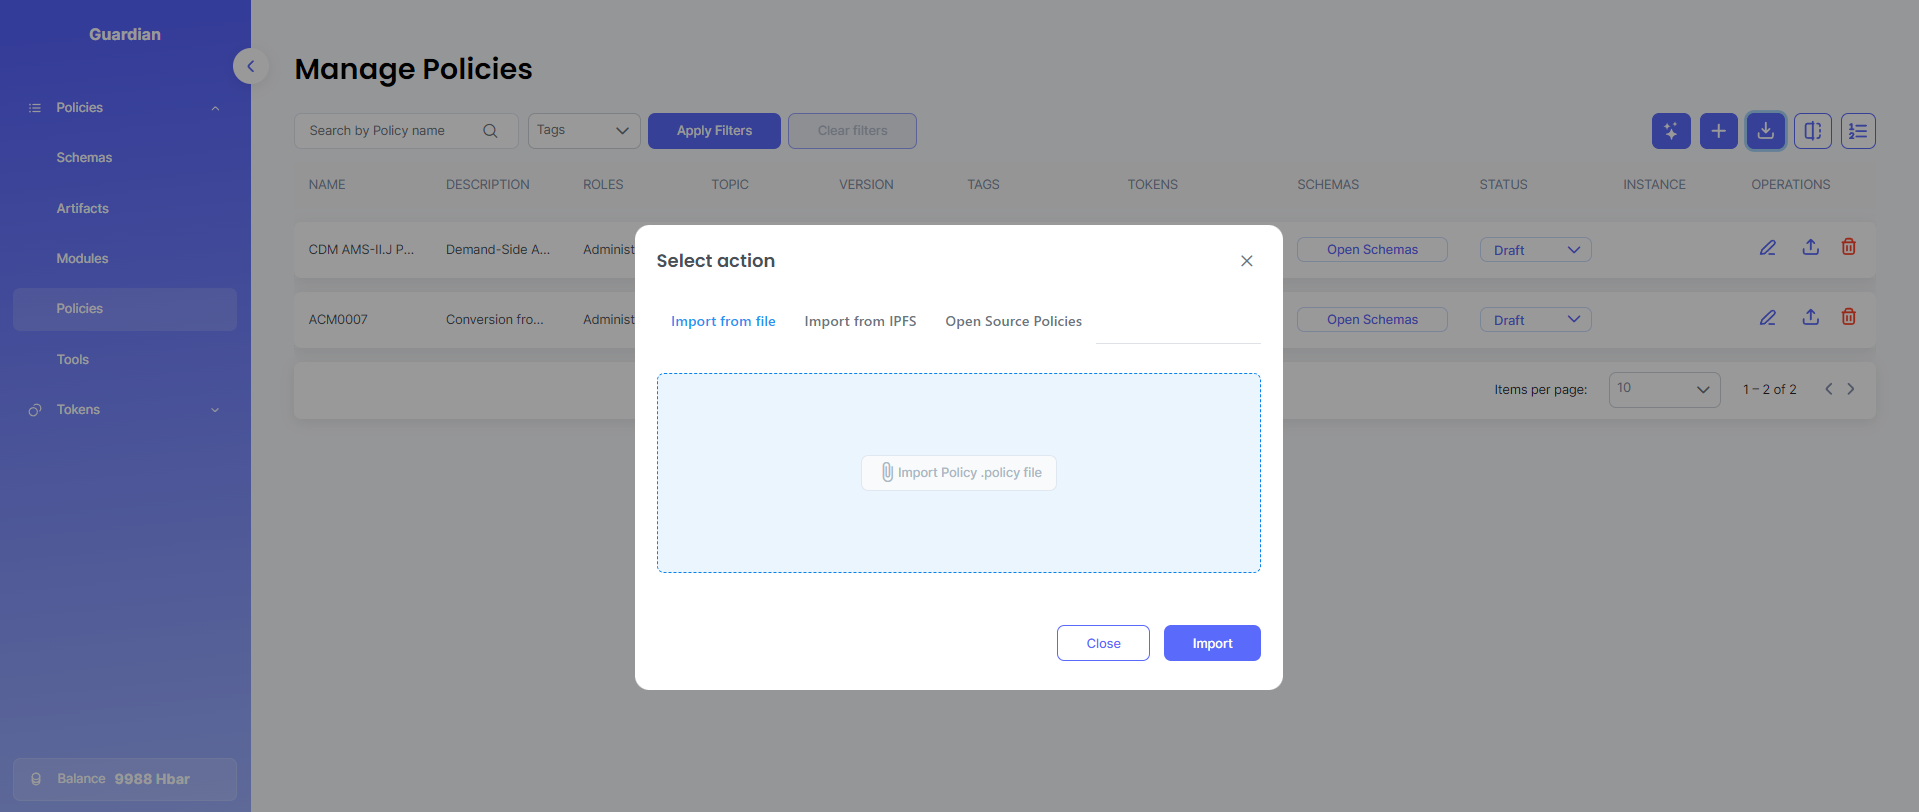 Guardian
Policies
Schemas
Artifacts
Modules
Policies
Tools
Tokens
Balance 9988 Hbar
Manage Policies
Search by Policy name
Tags
Apply Filters
Clear filters
NAME DESCRIPTION ROLES TOPIC VERSION TAGS TOKENS SCHEMAS STATUS INSTANCE OPERATIONS
CDM AMS-II.J P... Demand-Side A... Administ Open Schemas Draft
ACM0007 Conversion fro... Administ Open Schemas Draft
Items per page: 10 1 – 2 of 2
Select action
Import from file Import from IPFS Open Source Policies
Import Policy .policy file
Close Import